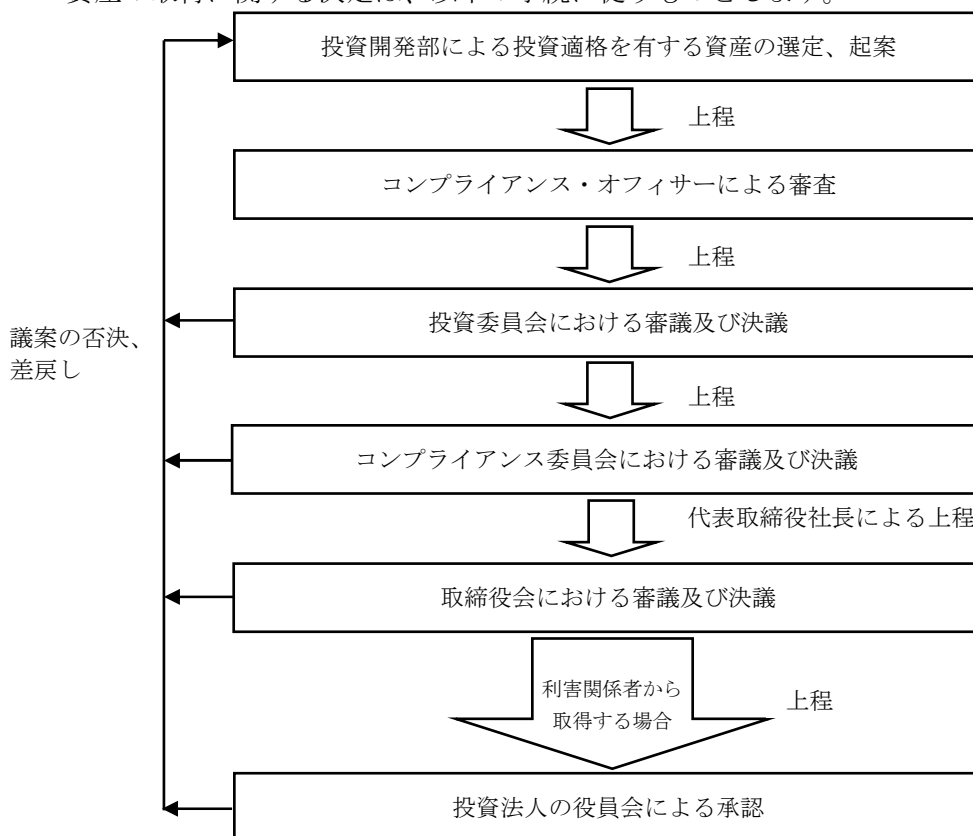 投資開発部による投資適格を有する資産の選定、起案
上程
コンプライアンス・オフィサーによる審査
上程
投資委員会における審議及び決議
議案の否決、
差戻し
上程
コンプライアンス委員会における審議及び決議
代表取締役社長による上程
取締役会における審議及び決議
利害関係者から
取得する場合
上程
投資法人の役員会による承認